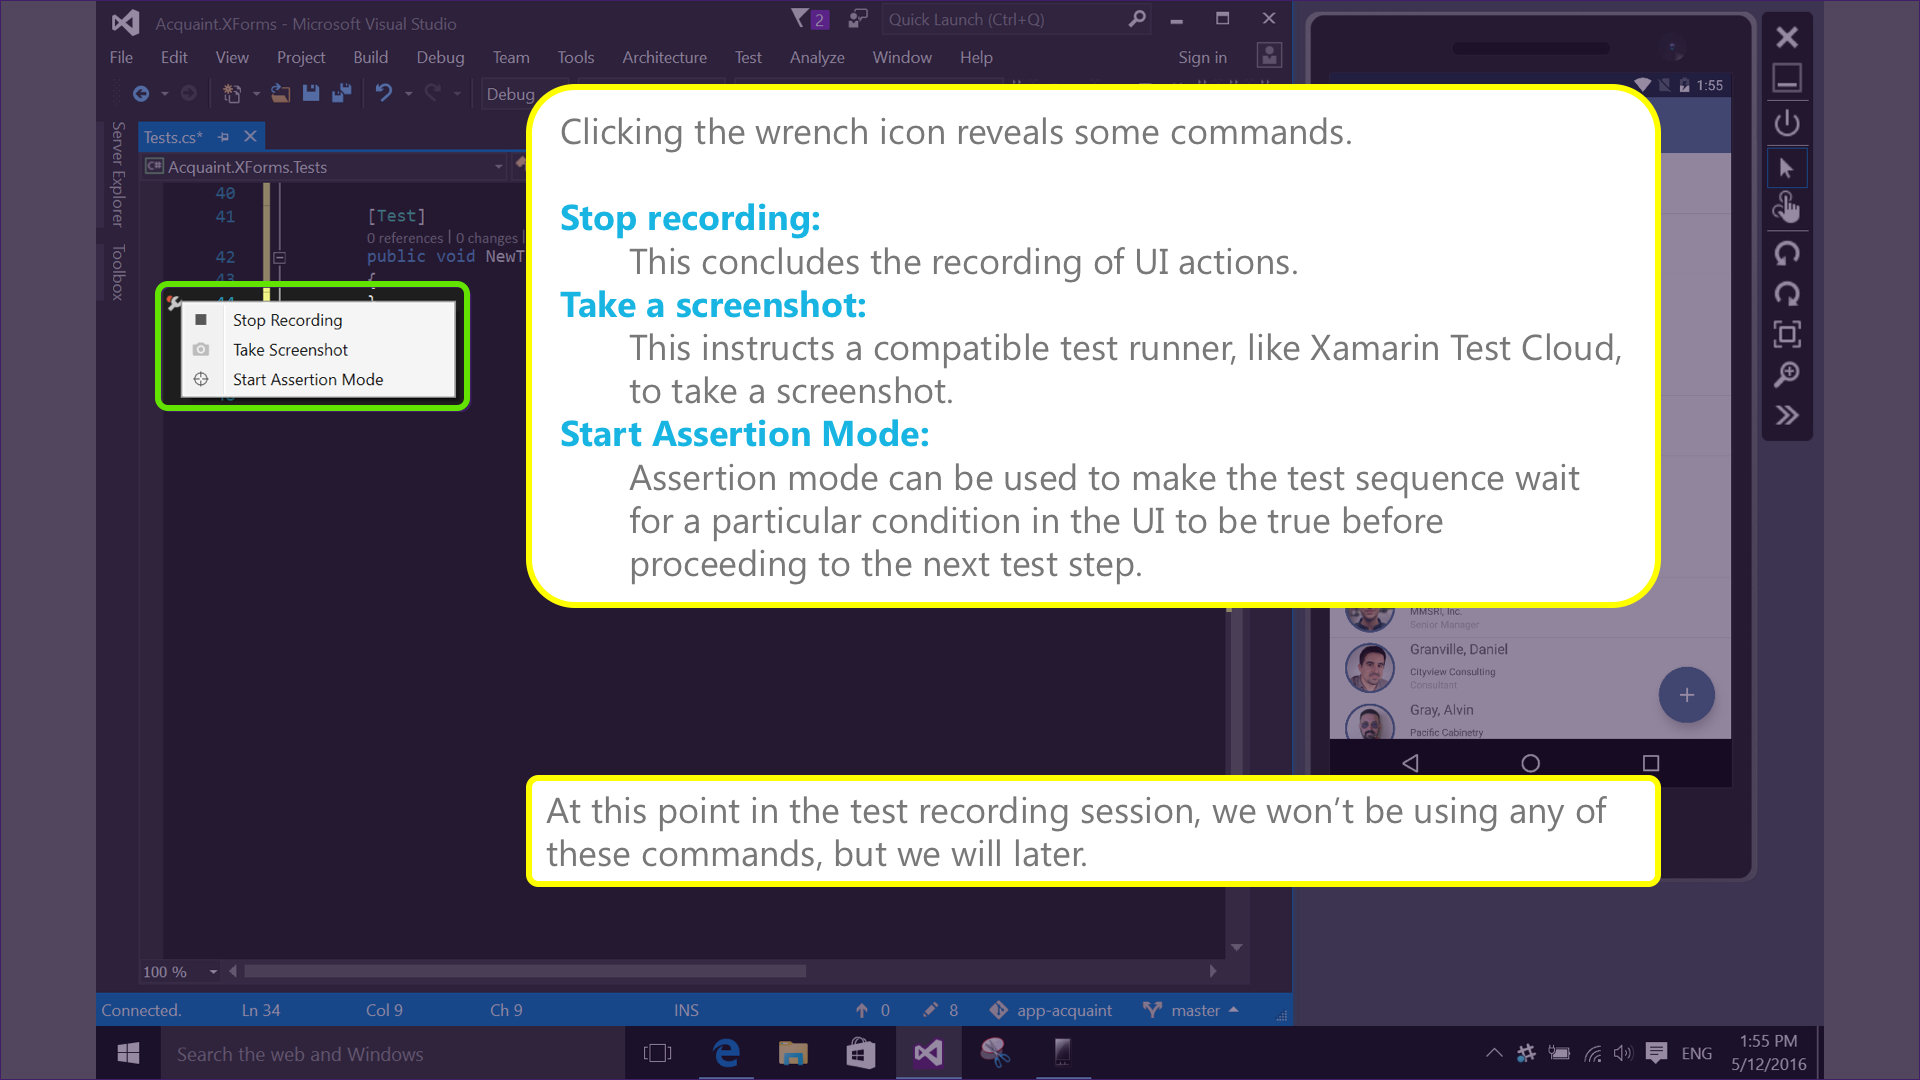 Acquaint.XForms - Microsoft Visual Studio
2
Quick Launch (Ctrl+Q)
File Edit View Project Build Debug Team Tools Architecture Test Analyze Window Help
Sign in
Debug
1:55
Server Explorer
Toolbox
Tests.cs*
C# Acquaint.XForms.Tests
40
41 [Test]
0 references | 0 changes |
42 public void NewT
43 {
44 }
Stop Recording
Take Screenshot
Start Assertion Mode
Clicking the wrench icon reveals some commands.
Stop recording:
This concludes the recording of UI actions.
Take a screenshot:
This instructs a compatible test runner, like Xamarin Test Cloud,
to take a screenshot.
Start Assertion Mode:
Assertion mode can be used to make the test sequence wait
for a particular condition in the UI to be true before
proceeding to the next test step.
MMSRI, Inc.
Senior Manager
Granville, Daniel
Cityview Consulting
Consultant
Gray, Alvin
Pacific Cabinetry
At this point in the test recording session, we won’t be using any of
these commands, but we will later.
100 %
Connected. Ln 34 Col 9 Ch 9 INS 0 8 app-acquaint master
Search the web and Windows
ENG
1:55 PM
5/12/2016